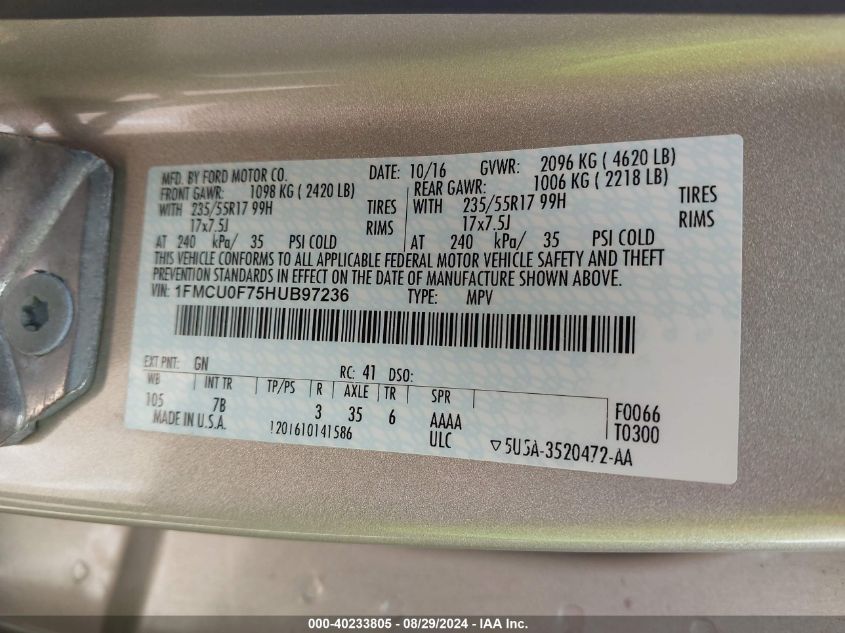 MFD. BY FORD MOTOR CO. DATE: 10/16 GVWR: 2096 KG ( 4620 LB)
FRONT GAWR: 1098 KG ( 2420 LB) REAR GAWR: 1006 KG ( 2218 LB)
WITH 235/55R17 99H TIRES WITH 235/55R17 99H TIRES
17x7.5J RIMS 17x7.5J RIMS
AT 240 kPa/ 35 PSI COLD AT 240 kPa/ 35 PSI COLD
THIS VEHICLE CONFORMS TO ALL APPLICABLE FEDERAL MOTOR VEHICLE SAFETY AND THEFT
PREVENTION STANDARDS IN EFFECT ON THE DATE OF MANUFACTURE SHOWN ABOVE.
VIN: 1FMCU0F75HUB97236 TYPE: MPV
EXT PNT: GN RC: 41 DSO:
WB INT TR TP/PS R AXLE TR SPR
105 7B 3 35 6 AAAA F0066
MADE IN U.S.A. 1201610141586 ULC T0300
▽5U5A-3520472-AA
000-40233805 - 08/29/2024 - IAA Inc.